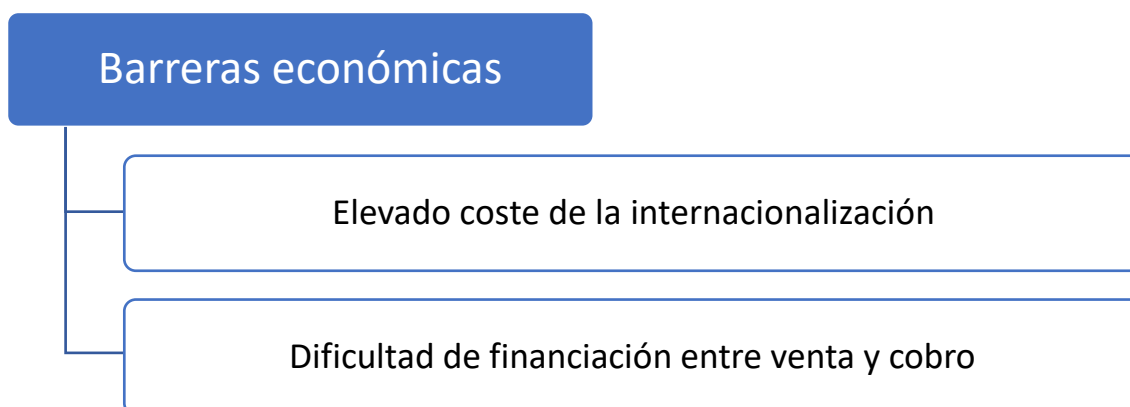 Barreras económicas
Elevado coste de la internacionalización
Dificultad de financiación entre venta y cobro